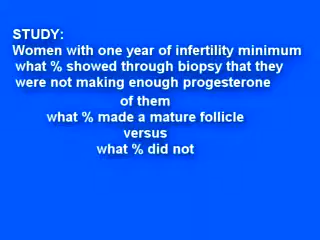 STUDY:
Women with one year of infertility minimum
what % showed through biopsy that they
were not making enough progesterone
of them
what % made a mature follicle
versus
what % did not